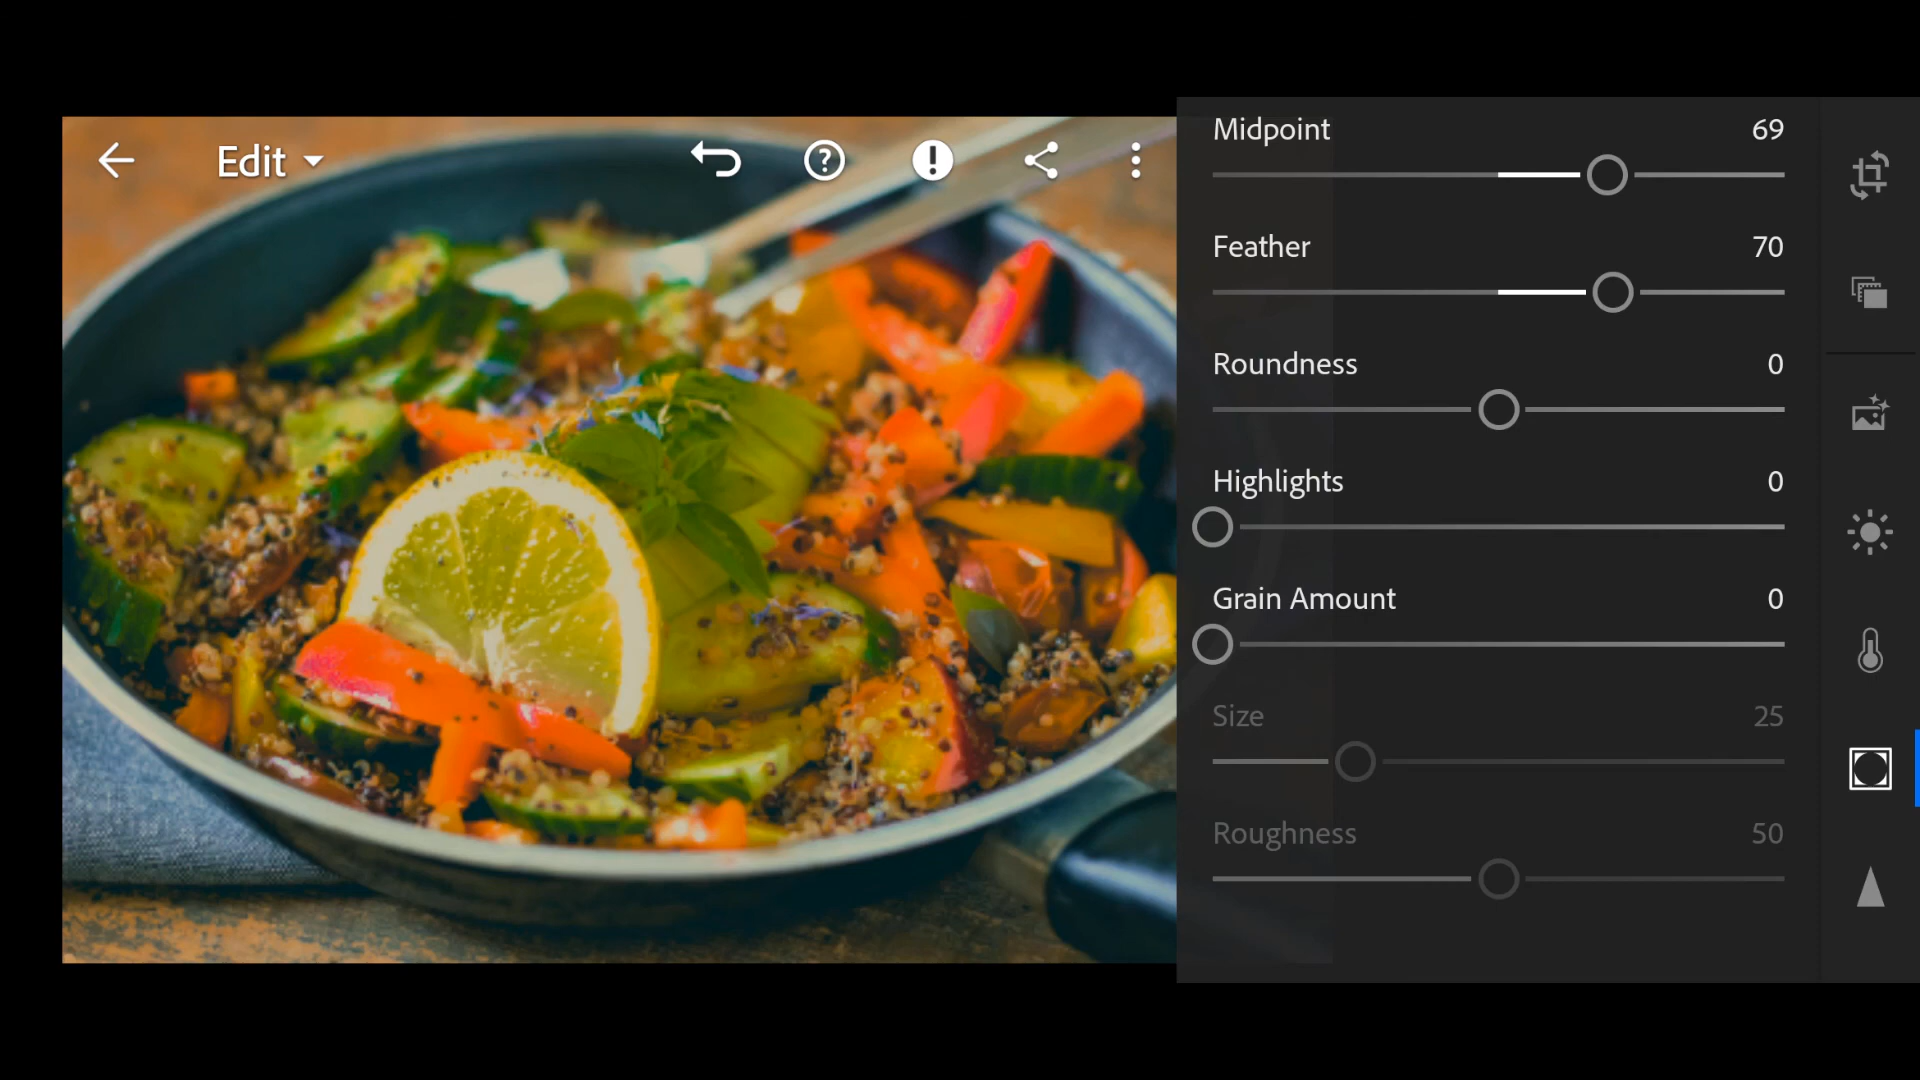 Edit
Midpoint 69
Feather 70
Roundness 0
Highlights 0
Grain Amount 0
Size 25
Roughness 50